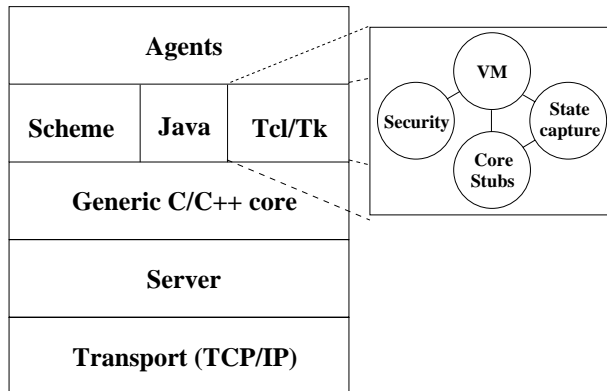 Agents
Scheme
Java
Tcl/Tk
Generic C/C++ core
Server
Transport (TCP/IP)
VM
Security
State
capture
Core
Stubs